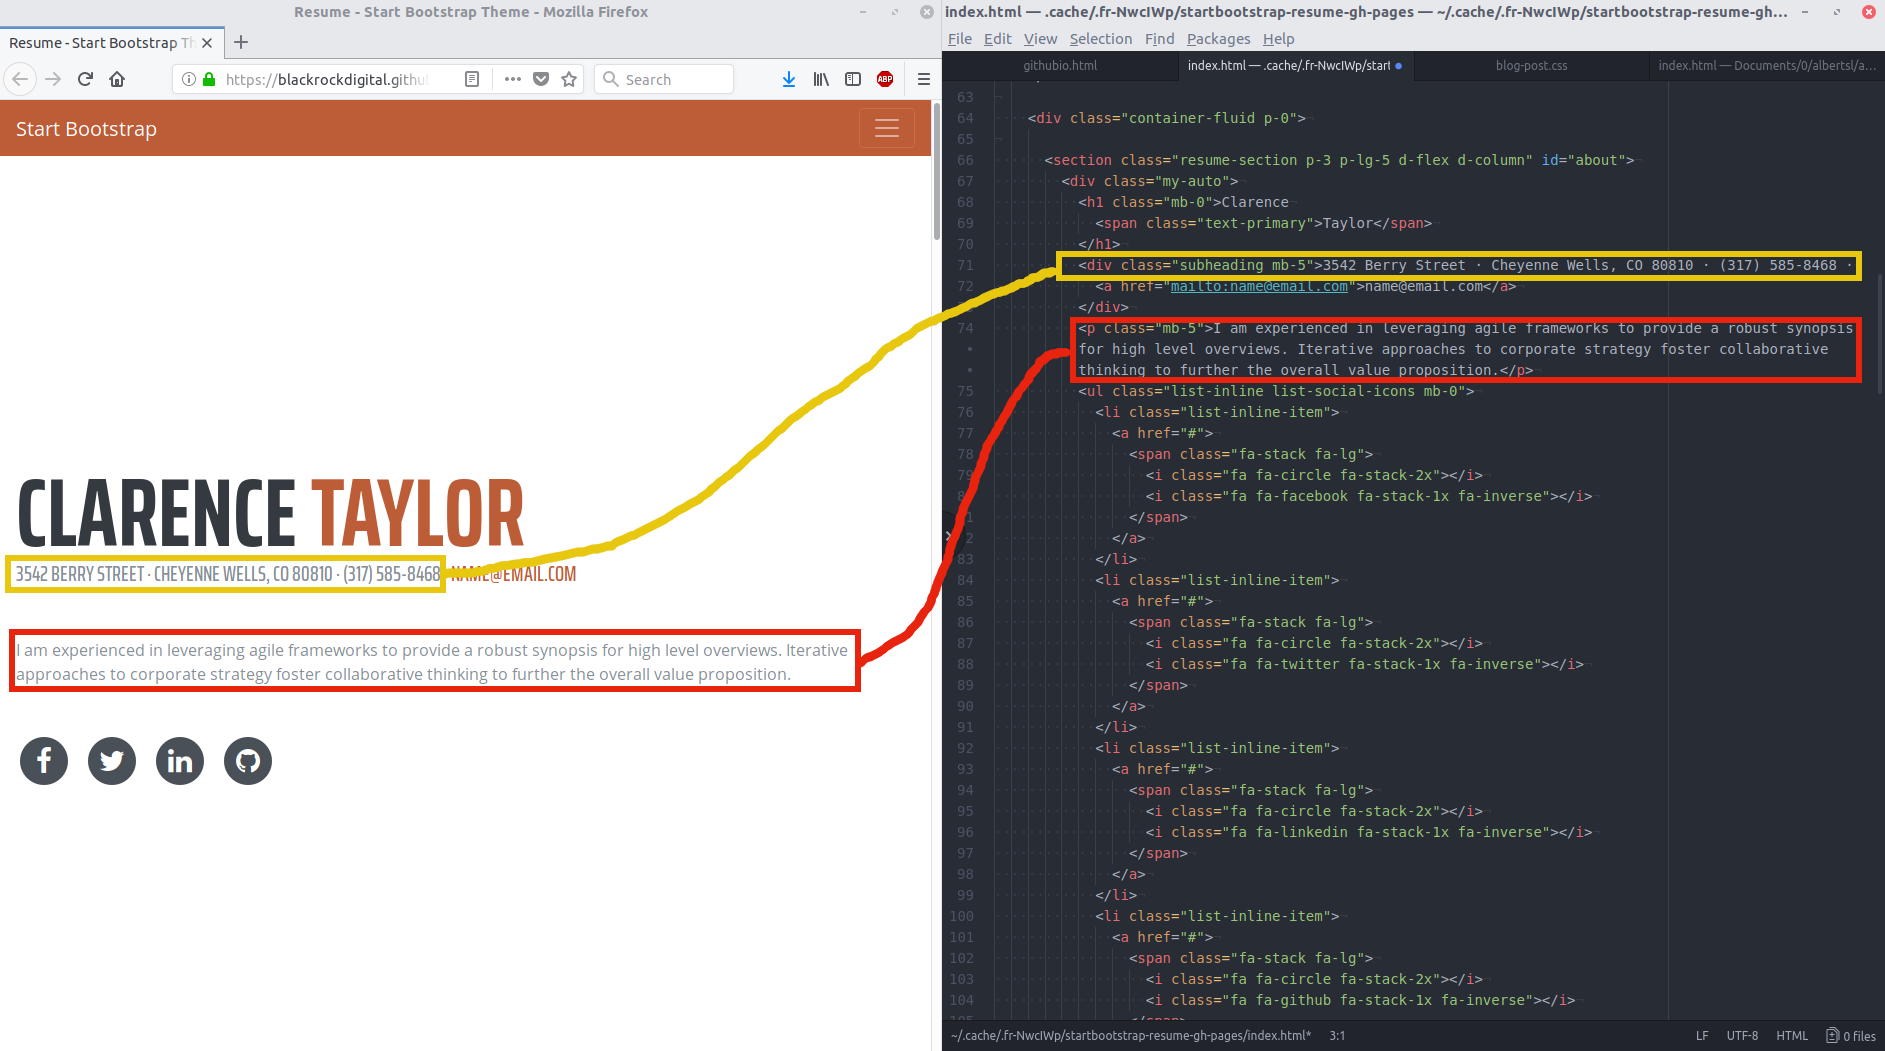 Resume - Start Bootstrap Theme - Mozilla Firefox
Resume - Start Bootstrap Th
https://blackrockdigital.githu
Search
ABP
Start Bootstrap
CLARENCE TAYLOR
3542 BERRY STREET · CHEYENNE WELLS, CO 80810 · (317) 585-8468
NAME@EMAIL.COM
I am experienced in leveraging agile frameworks to provide a robust synopsis for high level overviews. Iterative
approaches to corporate strategy foster collaborative thinking to further the overall value proposition.
index.html — .cache/.fr-NwcIWp/startbootstrap-resume-gh-pages — ~/.cache/.fr-NwcIWp/startbootstrap-resume-gh...
File Edit View Selection Find Packages Help
githubio.html
index.html — .cache/.fr-NwcIWp/start
blog-post.css
index.html — Documents/0/albertsl/a...
63
64 <div class="container-fluid p-0">
65
66 <section class="resume-section p-3 p-lg-5 d-flex d-column" id="about">
67 <div class="my-auto">
68 <h1 class="mb-0">Clarence
69 <span class="text-primary">Taylor</span>
70 </h1>
71 <div class="subheading mb-5">3542 Berry Street · Cheyenne Wells, CO 80810 · (317) 585-8468 ·
72 <a href="mailto:name@email.com">name@email.com</a>
</div>
74 <p class="mb-5">I am experienced in leveraging agile frameworks to provide a robust synopsis
for high level overviews. Iterative approaches to corporate strategy foster collaborative
thinking to further the overall value proposition.</p>
75 <ul class="list-inline list-social-icons mb-0">
76 <li class="list-inline-item">
77 <a href="#">
78 <span class="fa-stack fa-lg">
79 <i class="fa fa-circle fa-stack-2x"></i>
8 <i class="fa fa-facebook fa-stack-1x fa-inverse"></i>
1 </span>
2 </a>
83 </li>
84 <li class="list-inline-item">
85 <a href="#">
86 <span class="fa-stack fa-lg">
87 <i class="fa fa-circle fa-stack-2x"></i>
88 <i class="fa fa-twitter fa-stack-1x fa-inverse"></i>
89 </span>
90 </a>
91 </li>
92 <li class="list-inline-item">
93 <a href="#">
94 <span class="fa-stack fa-lg">
95 <i class="fa fa-circle fa-stack-2x"></i>
96 <i class="fa fa-linkedin fa-stack-1x fa-inverse"></i>
97 </span>
98 </a>
99 </li>
100 <li class="list-inline-item">
101 <a href="#">
102 <span class="fa-stack fa-lg">
103 <i class="fa fa-circle fa-stack-2x"></i>
104 <i class="fa fa-github fa-stack-1x fa-inverse"></i>
105 </span>
~/.cache/.fr-NwcIWp/startbootstrap-resume-gh-pages/index.html* 3:1
LF UTF-8 HTML 0 files